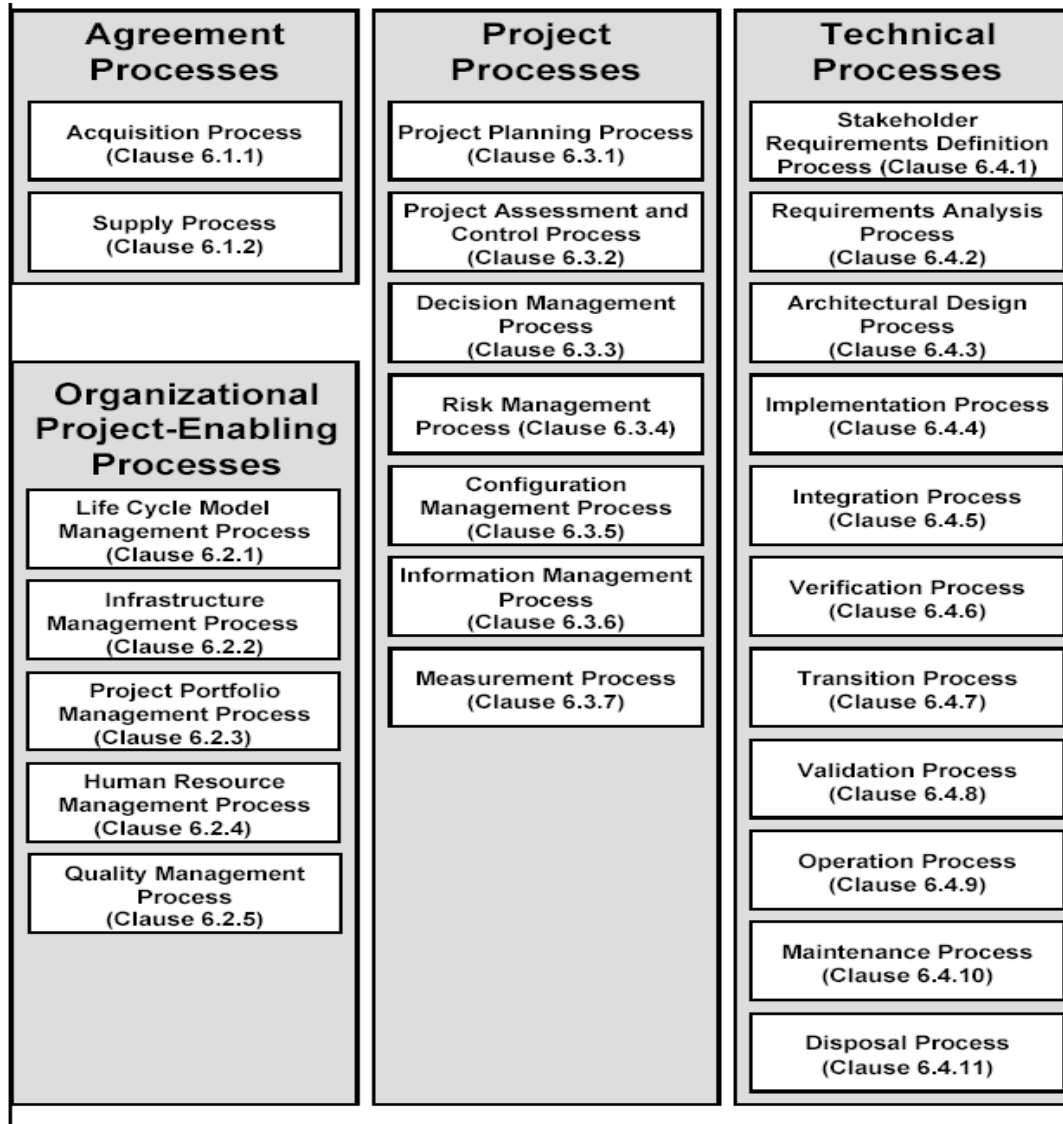 Agreement
Processes
Acquisition Process
(Clause 6.1.1)
Supply Process
(Clause 6.1.2)
Organizational
Project-Enabling
Processes
Life Cycle Model
Management Process
(Clause 6.2.1)
Infrastructure
Management Process
(Clause 6.2.2)
Project Portfolio
Management Process
(Clause 6.2.3)
Human Resource
Management Process
(Clause 6.2.4)
Quality Management
Process
(Clause 6.2.5)
Project
Processes
Project Planning Process
(Clause 6.3.1)
Project Assessment and
Control Process
(Clause 6.3.2)
Decision Management
Process
(Clause 6.3.3)
Risk Management
Process (Clause 6.3.4)
Configuration
Management Process
(Clause 6.3.5)
Information Management
Process
(Clause 6.3.6)
Measurement Process
(Clause 6.3.7)
Technical
Processes
Stakeholder
Requirements Definition
Process (Clause 6.4.1)
Requirements Analysis
Process
(Clause 6.4.2)
Architectural Design
Process
(Clause 6.4.3)
Implementation Process
(Clause 6.4.4)
Integration Process
(Clause 6.4.5)
Verification Process
(Clause 6.4.6)
Transition Process
(Clause 6.4.7)
Validation Process
(Clause 6.4.8)
Operation Process
(Clause 6.4.9)
Maintenance Process
(Clause 6.4.10)
Disposal Process
(Clause 6.4.11)